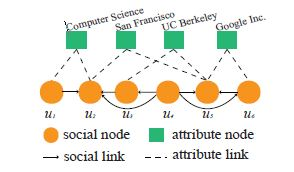 Computer Science
San Francisco
UC Berkeley
Google Inc.
u₁ u₂ u₃ u₄ u₅ u₆
social node attribute node
social link attribute link